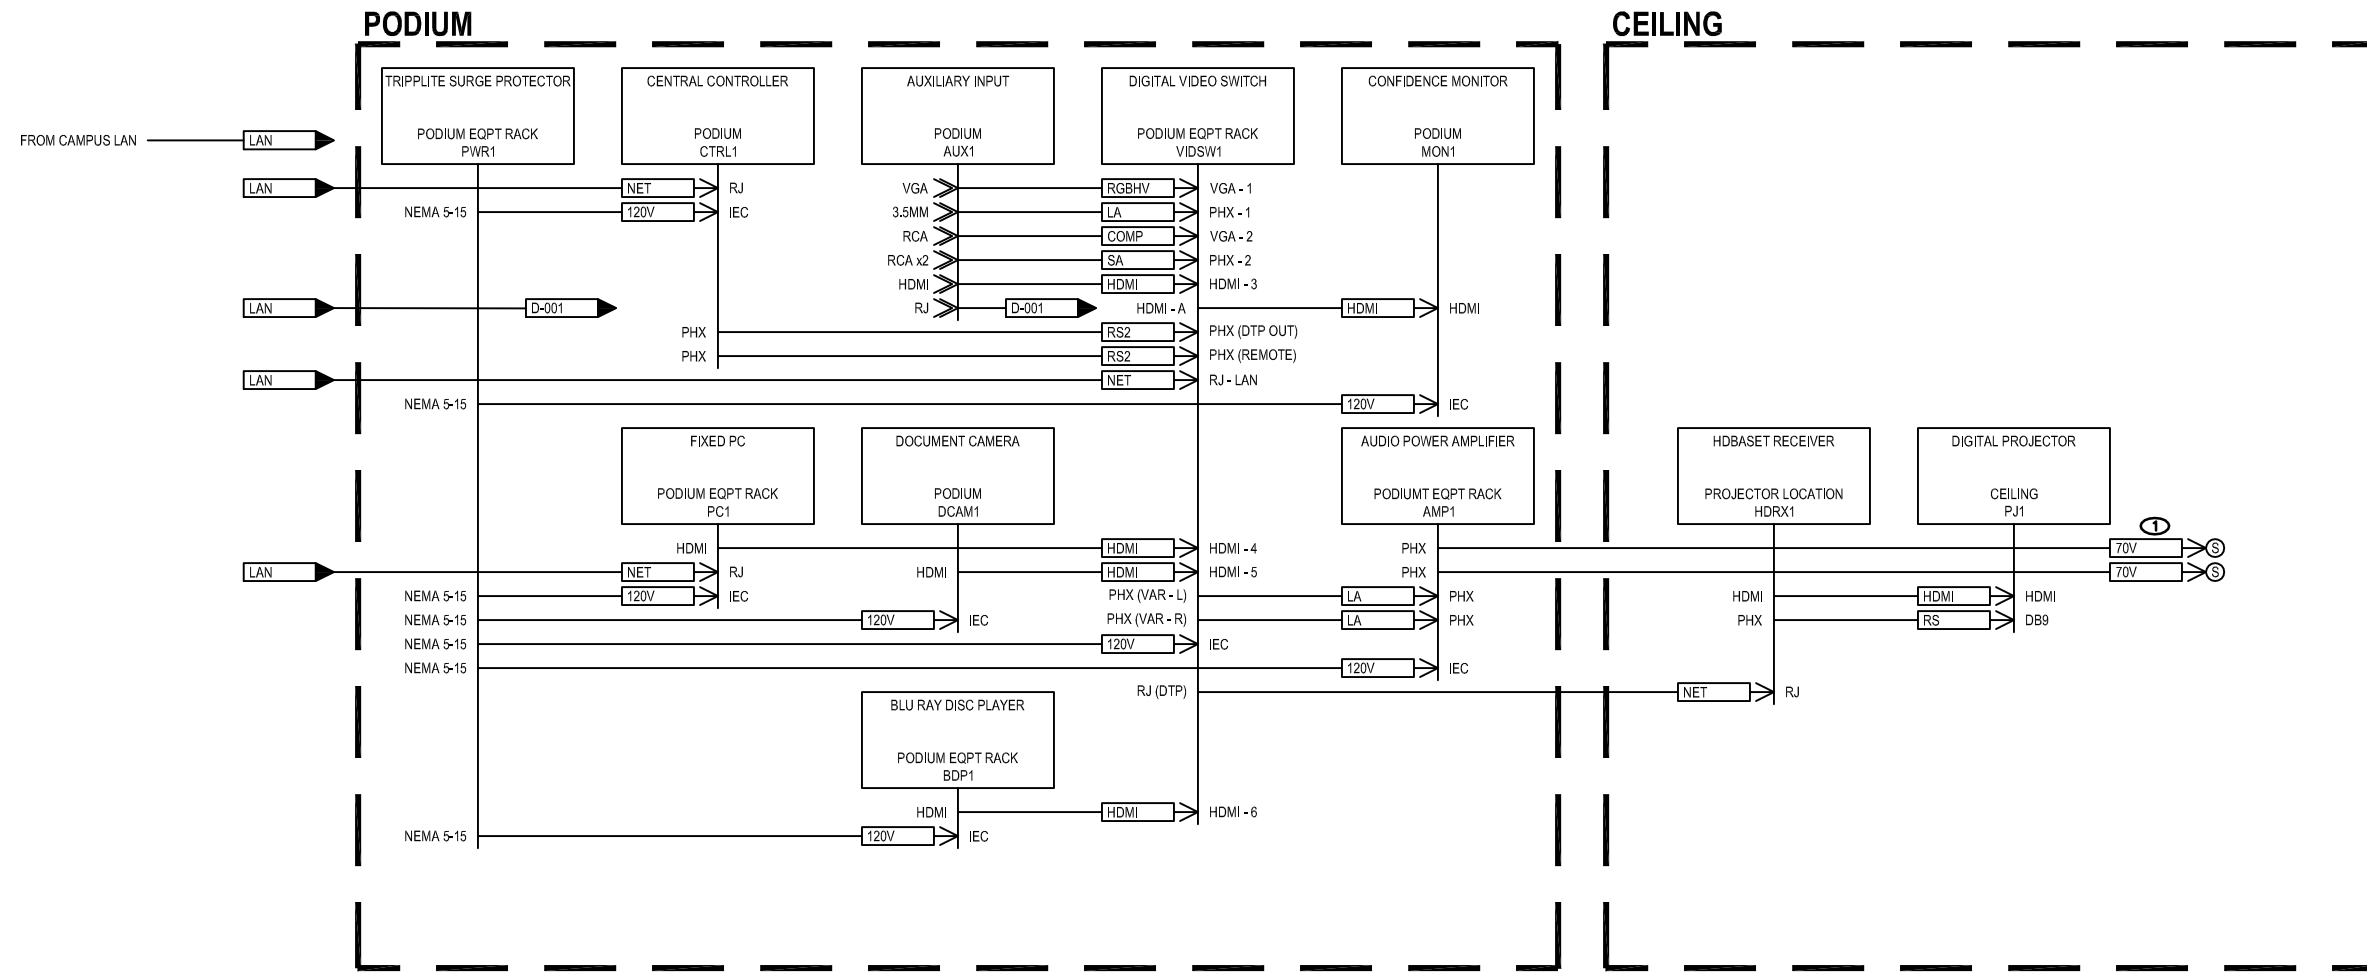 PODIUM
CEILING
TRIPPLITE SURGE PROTECTOR
PODIUM EQPT RACK
PWR1
CENTRAL CONTROLLER
PODIUM
CTRL1
AUXILIARY INPUT
PODIUM
AUX1
DIGITAL VIDEO SWITCH
PODIUM EQPT RACK
VIDSW1
CONFIDENCE MONITOR
PODIUM
MON1
FROM CAMPUS LAN LAN
LAN NET RJ VGA RGBHV VGA - 1
NEMA 5-15 120V IEC 3.5MM LA PHX - 1
RCA COMP VGA - 2
RCA x2 SA PHX - 2
HDMI HDMI HDMI - 3
LAN D-001 RJ D-001 HDMI - A HDMI HDMI
PHX RS2 PHX (DTP OUT)
PHX RS2 PHX (REMOTE)
LAN NET RJ - LAN
NEMA 5-15 120V IEC
FIXED PC
PODIUM EQPT RACK
PC1
DOCUMENT CAMERA
PODIUM
DCAM1
AUDIO POWER AMPLIFIER
PODIUMT EQPT RACK
AMP1
HDBASET RECEIVER
PROJECTOR LOCATION
HDRX1
DIGITAL PROJECTOR
CEILING
PJ1
1
HDMI HDMI HDMI - 4 PHX 70V S
LAN NET RJ HDMI HDMI HDMI - 5 PHX 70V S
NEMA 5-15 120V IEC PHX (VAR - L) LA PHX HDMI HDMI HDMI
NEMA 5-15 120V IEC PHX (VAR - R) LA PHX PHX RS DB9
NEMA 5-15 120V IEC
NEMA 5-15 120V IEC
RJ (DTP) NET RJ
BLU RAY DISC PLAYER
PODIUM EQPT RACK
BDP1
HDMI HDMI HDMI - 6
NEMA 5-15 120V IEC